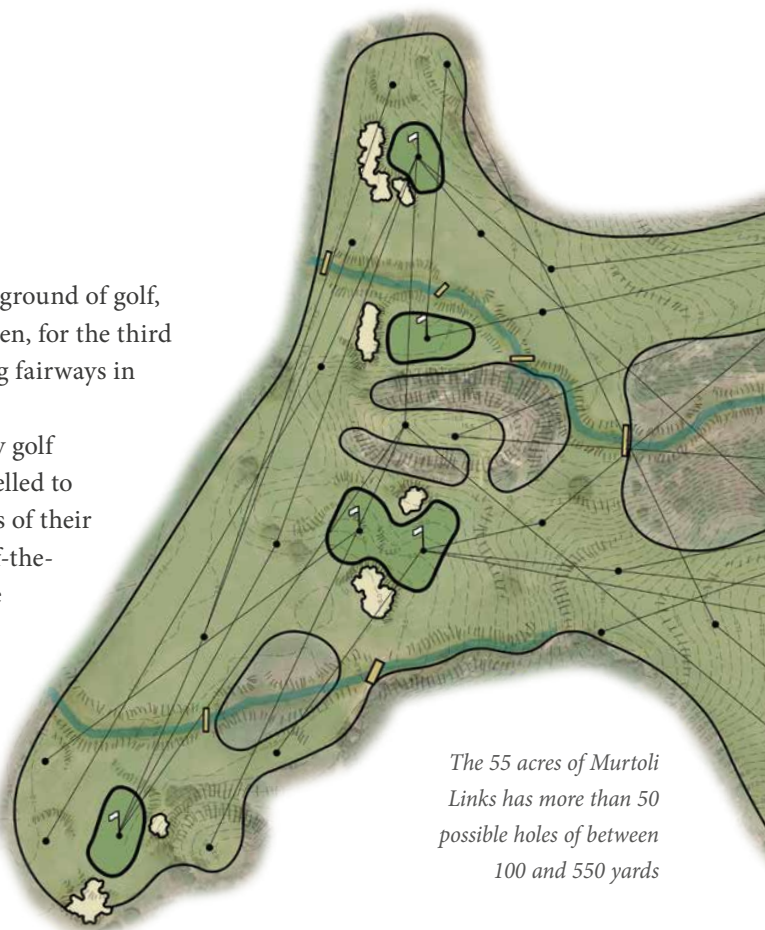 ground of golf,
en, for the third
g fairways in
y golf
elled to
s of their
f-the-
e
The 55 acres of Murtoli
Links has more than 50
possible holes of between
100 and 550 yards